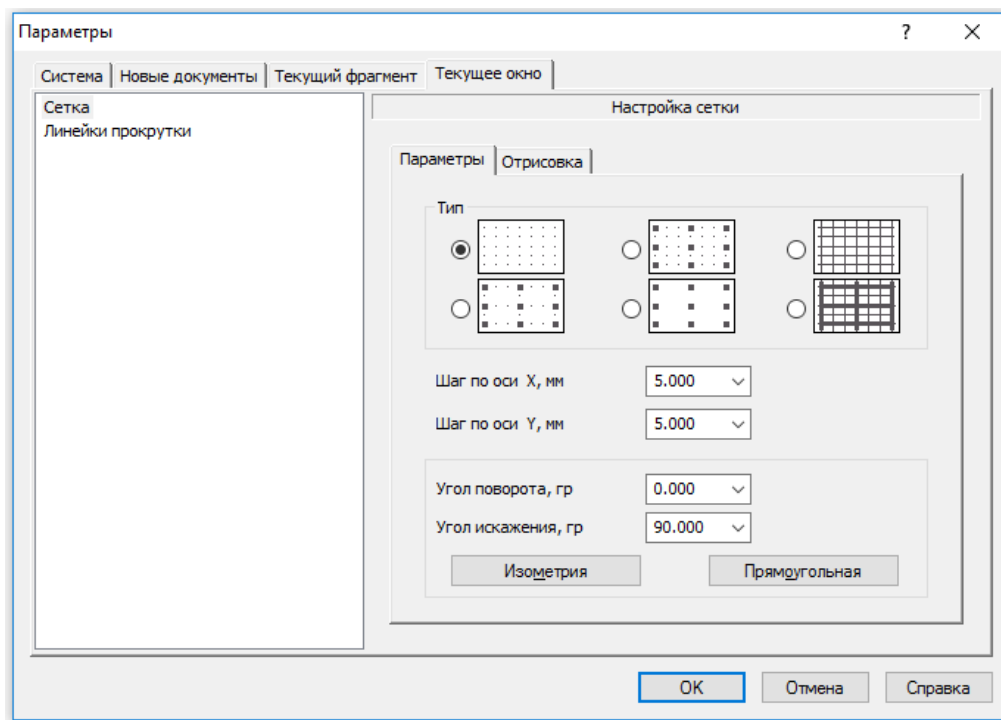 Параметры
?
Система Новые документы Текущий фрагмент Текущее окно
Сетка
Линейки прокрутки
Настройка сетки
Параметры Отрисовка
Тип
Шаг по оси X, мм 5.000
Шаг по оси Y, мм 5.000
Угол поворота, гр 0.000
Угол искажения, гр 90.000
Изометрия Прямоугольная
OK Отмена Справка